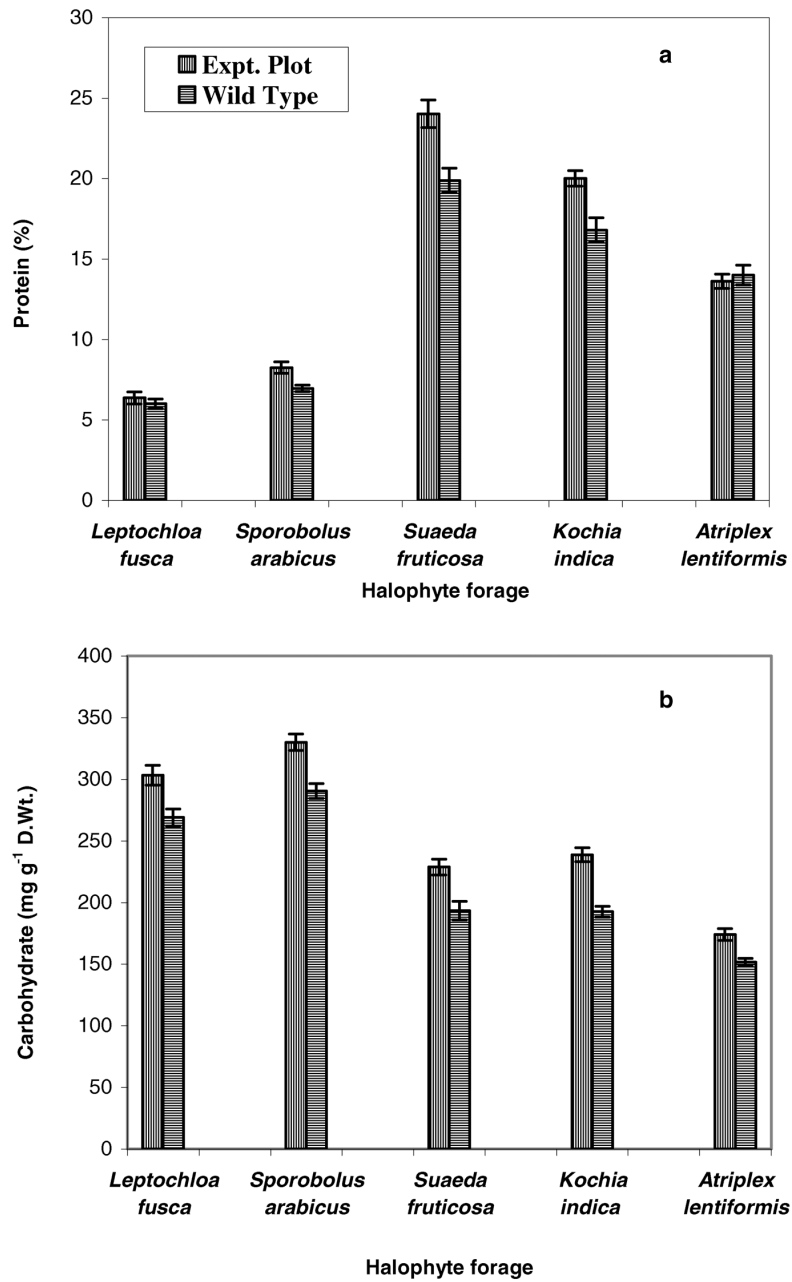 30
25
20
15
10
5
0
Protein (%)
a
Expt. Plot
Wild Type
Leptochloa fusca
Sporobolus arabicus
Suaeda fruticosa
Kochia indica
Atriplex lentiformis
Halophyte forage
400
350
300
250
200
150
100
50
0
Carbohydrate (mg g⁻¹ D.Wt.)
b
Leptochloa fusca
Sporobolus arabicus
Suaeda fruticosa
Kochia indica
Atriplex lentiformis
Halophyte forage